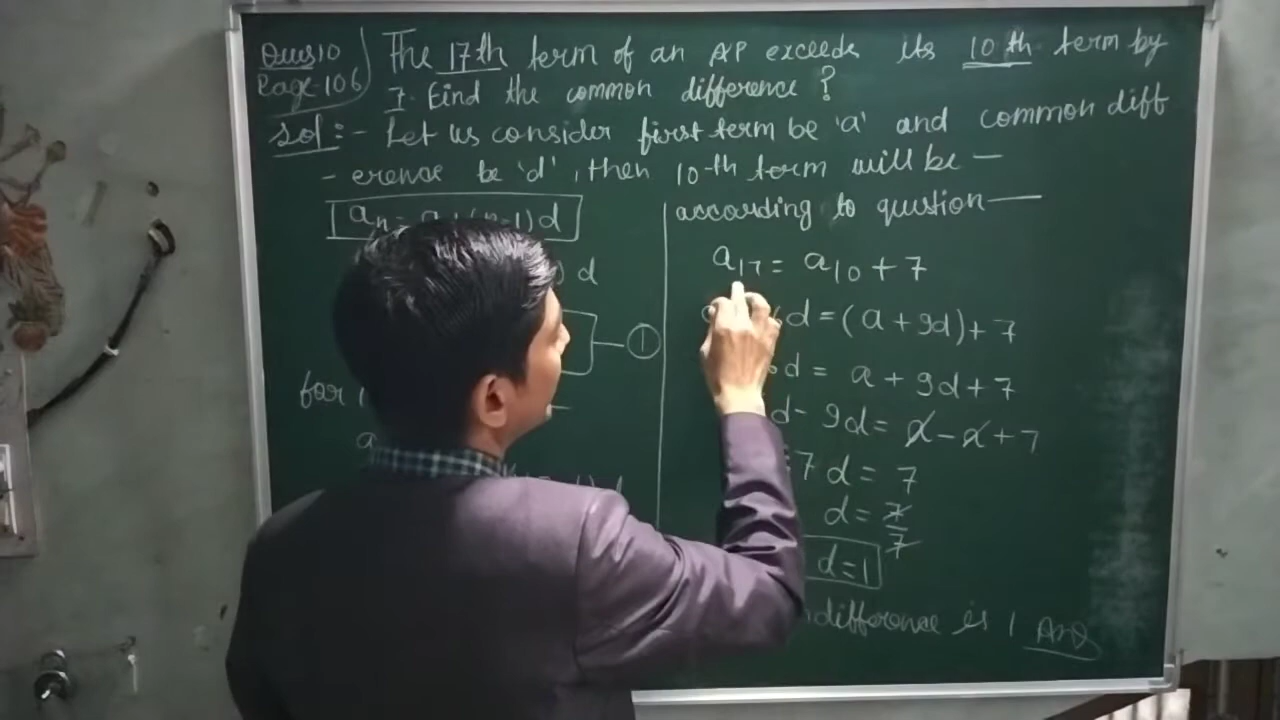 Ques10
Page-106
The 17th term of an AP exceeds its 10th term by
7. Find the common difference?
Sol:- Let us consider first term be 'a' and common diff
-erence be 'd', then 10-th term will be —
an = 1)d
d
①
for
a
according to question —
a17 = a10 + 7
d = (a + 9d) + 7
d = a + 9d + 7
d - 9d = a - a + 7
7d = 7
d = 7/7
d = 1
difference is 1 Ans